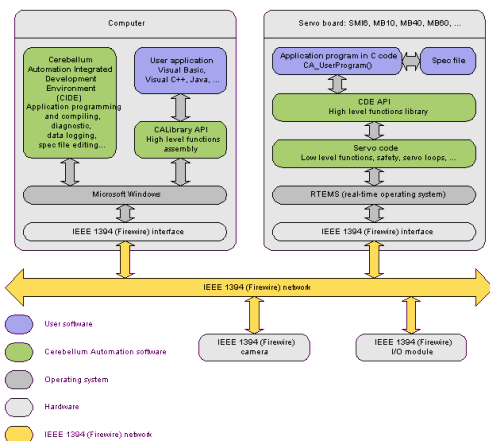 Computer
Cerebellum
Automation Integrated
Development
Environment
(CIDE)
Application programming
and compiling,
diagnostic,
data logging,
spec file editing...
User application
Visual Basic,
Visual C++, Java, ...
CALibrary API
High level functions
assembly
Microsoft Windows
IEEE 1394 (Firewire) interface
Servo board: SMI6, MB10, MB40, MB60, ...
Application program in C code
CA_UserProgram()
Spec file
CDE API
High level functions library
Servo code
Low level functions, safety, servo loops, ...
RTEMS (real-time operating system)
IEEE 1394 (Firewire) interface
IEEE 1394 (Firewire) network
IEEE 1394 (Firewire)
camera
IEEE 1394 (Firewire)
I/O module
User software
Cerebellum Automation software
Operating system
Hardware
IEEE 1394 (Firewire) network